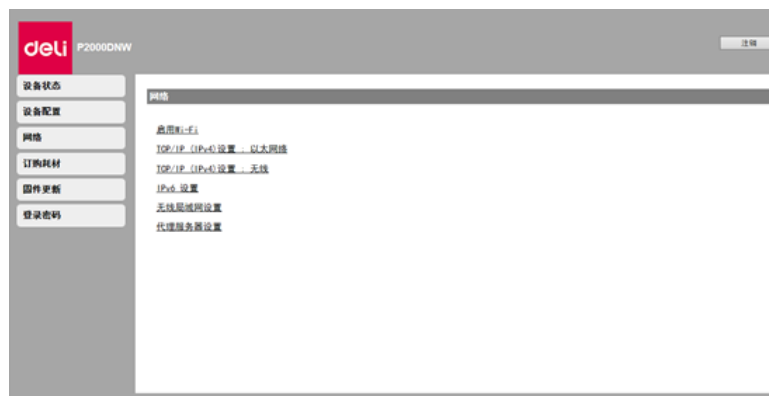 deli P2000DNW
注销
设备状态
设备配置
网络
订购耗材
固件更新
登录密码
网络
启用Wi-Fi
TCP/IP (IPv4)设置 : 以太网络
TCP/IP (IPv4)设置 : 无线
IPv6 设置
无线局域网设置
代理服务器设置